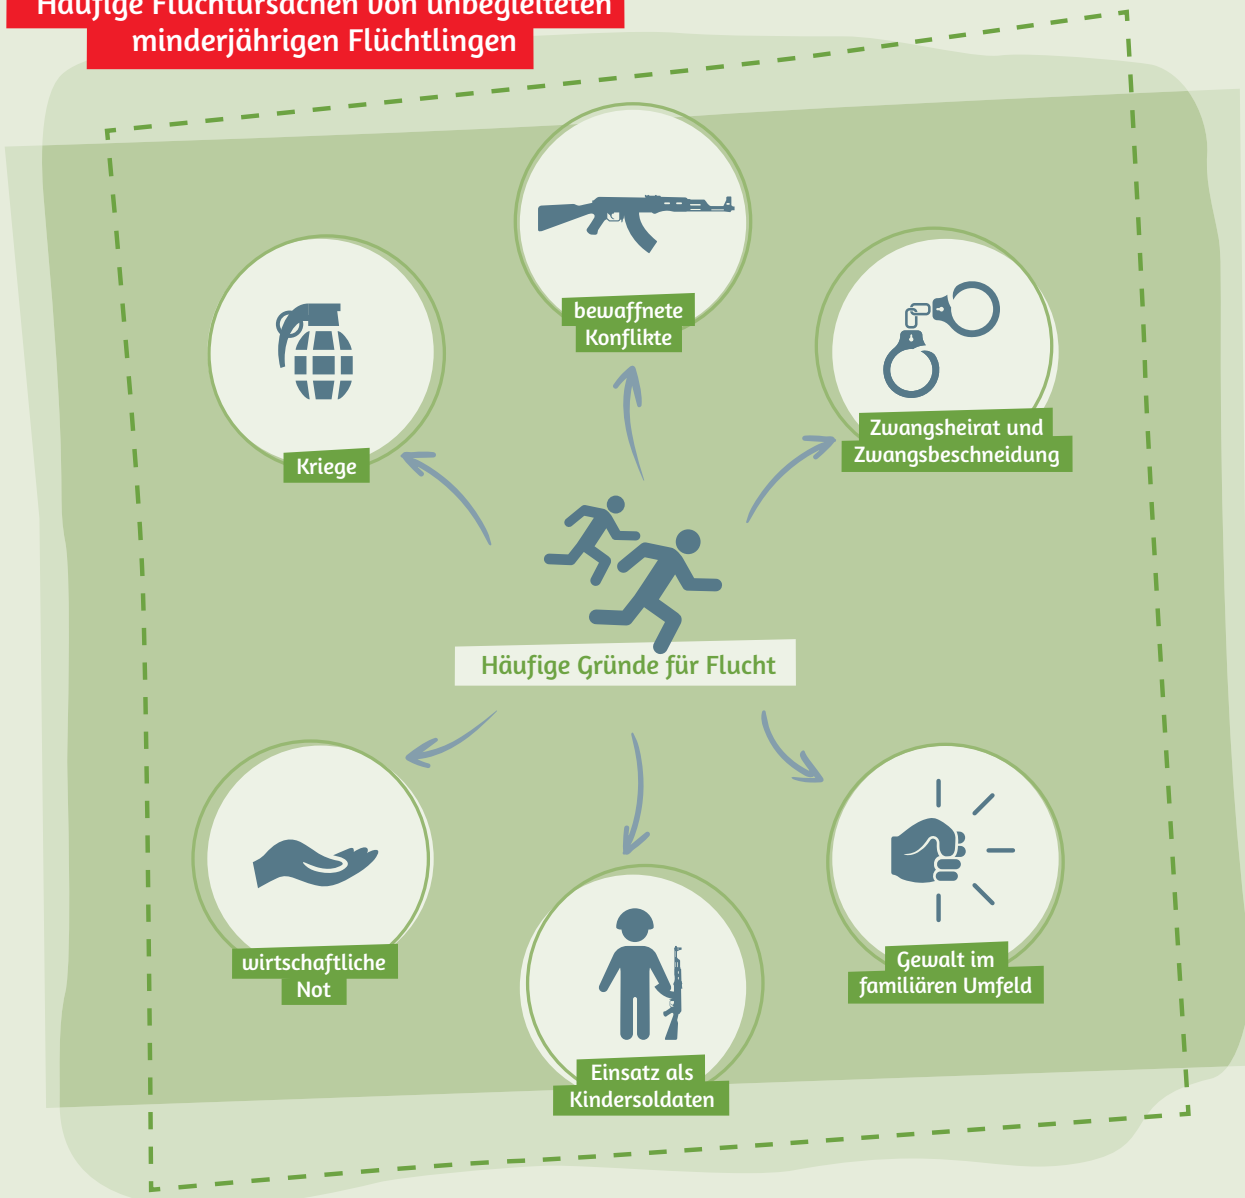 Häufige Fluchtursachen von unbegleiteten
minderjährigen Flüchtlingen
bewaffnete
Konflikte
Kriege
Zwangsheirat und
Zwangsbeschneidung
Häufige Gründe für Flucht
wirtschaftliche
Not
Gewalt im
familiären Umfeld
Einsatz als
Kindersoldaten